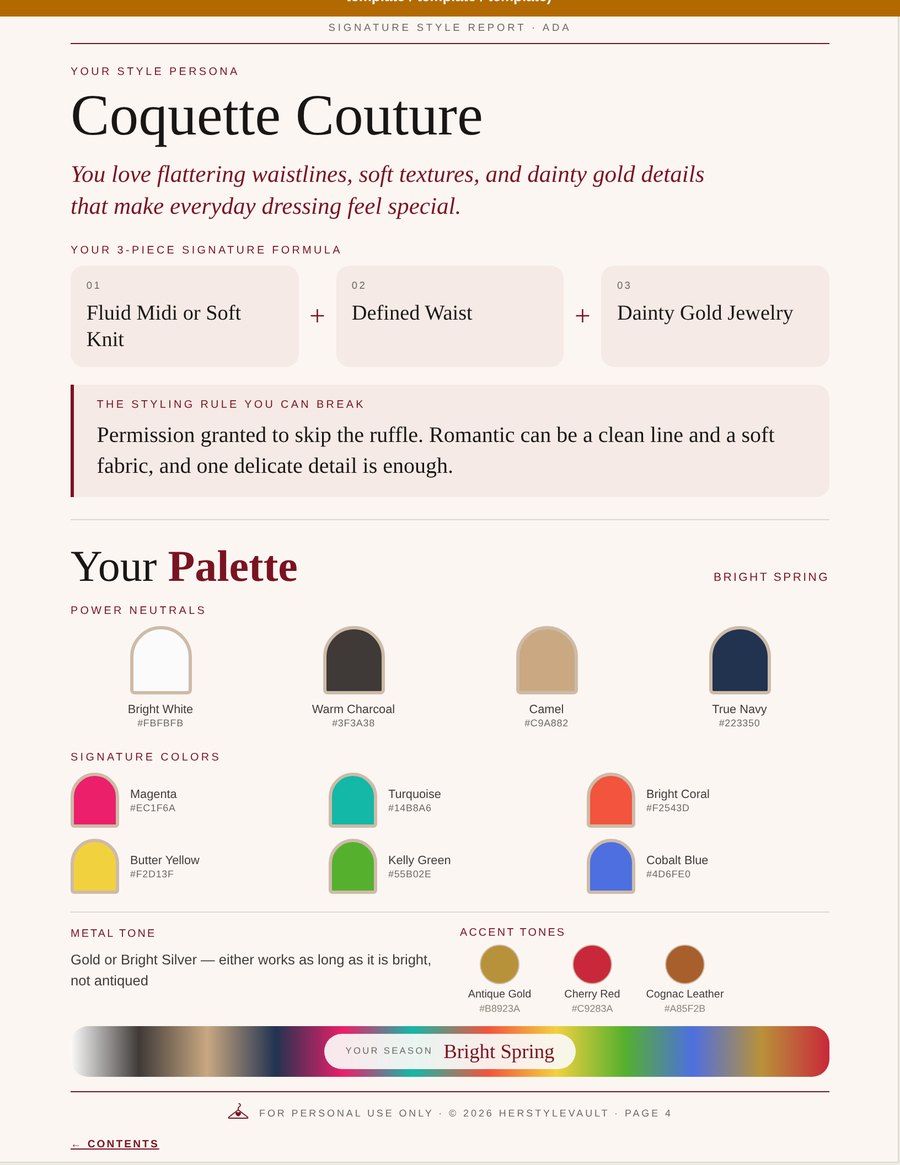 SIGNATURE STYLE REPORT · ADA
YOUR STYLE PERSONA
Coquette Couture
You love flattering waistlines, soft textures, and dainty gold details
that make everyday dressing feel special.
YOUR 3-PIECE SIGNATURE FORMULA
01
Fluid Midi or Soft
Knit
+
02
Defined Waist
+
03
Dainty Gold Jewelry
THE STYLING RULE YOU CAN BREAK
Permission granted to skip the ruffle. Romantic can be a clean line and a soft
fabric, and one delicate detail is enough.
Your Palette
BRIGHT SPRING
POWER NEUTRALS
Bright White
#FBFBFB
Warm Charcoal
#3F3A38
Camel
#C9A882
True Navy
#223350
SIGNATURE COLORS
Magenta
#EC1F6A
Turquoise
#14B8A6
Bright Coral
#F2543D
Butter Yellow
#F2D13F
Kelly Green
#55B02E
Cobalt Blue
#4D6FE0
METAL TONE
Gold or Bright Silver — either works as long as it is bright,
not antiqued
ACCENT TONES
Antique Gold
#B8923A
Cherry Red
#C9283A
Cognac Leather
#A85F2B
YOUR SEASON Bright Spring
FOR PERSONAL USE ONLY · © 2026 HERSTYLEVAULT · PAGE 4
← CONTENTS